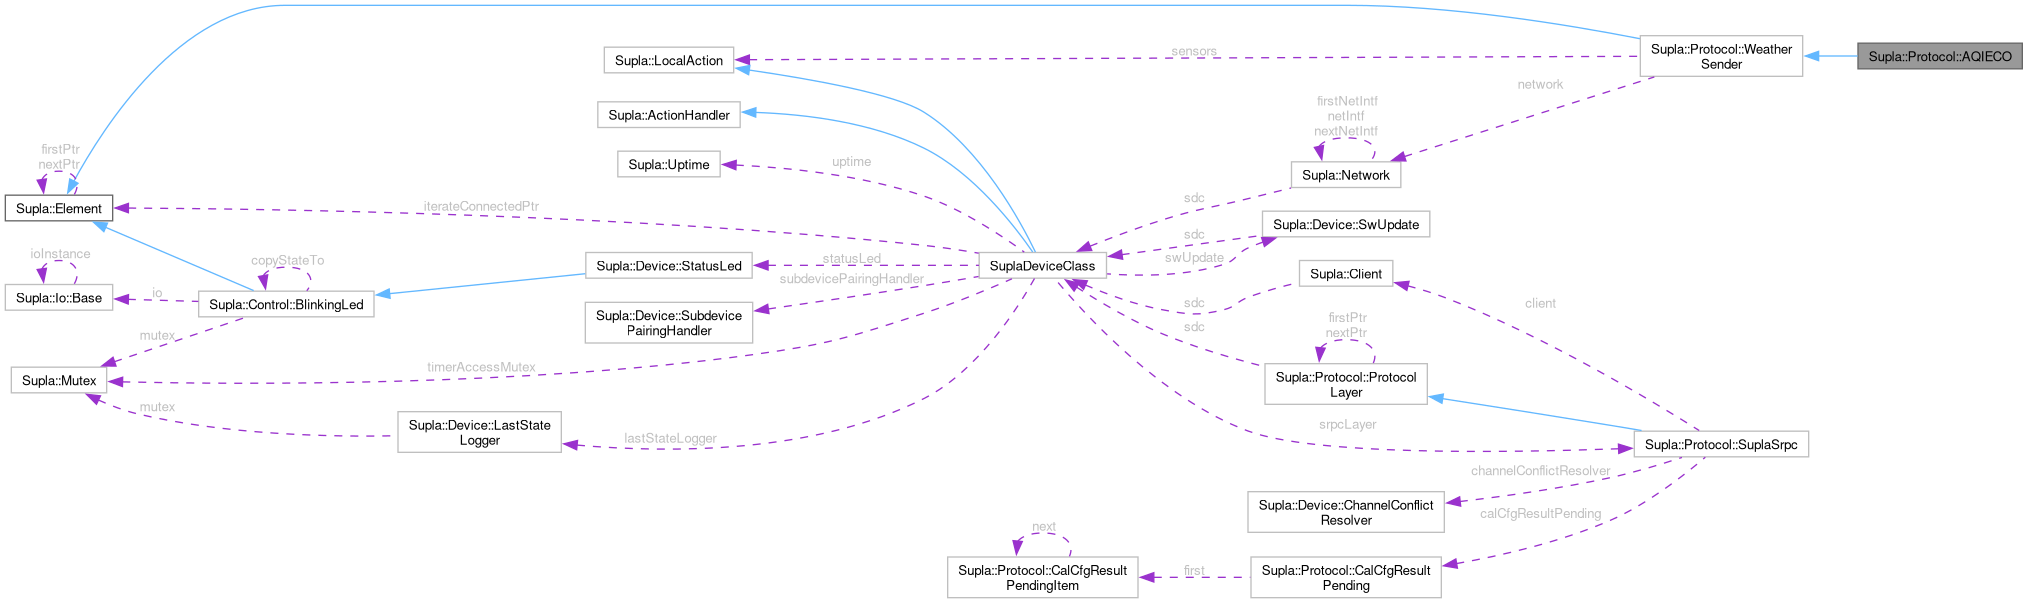 Supla::Protocol::AQIECO
Supla::Protocol::Weather
Sender
sensors
network
Supla::LocalAction
Supla::ActionHandler
Supla::Uptime
uptime
firstNetIntf
netIntf
nextNetIntf
Supla::Network
firstPtr
nextPtr
Supla::Element
iterateConnectedPtr
sdc
Supla::Device::SwUpdate
sdc
swUpdate
SuplaDeviceClass
statusLed
Supla::Device::StatusLed
subdevicePairingHandler
Supla::Device::Subdevice
PairingHandler
ioInstance
Supla::Io::Base
io
copyStateTo
Supla::Control::BlinkingLed
mutex
Supla::Mutex
timerAccessMutex
mutex
Supla::Device::LastState
Logger
lastStateLogger
Supla::Client
sdc
client
sdc
firstPtr
nextPtr
Supla::Protocol::Protocol
Layer
srpcLayer
Supla::Protocol::SuplaSrpc
channelConflictResolver
Supla::Device::ChannelConflict
Resolver
calCfgResultPending
Supla::Protocol::CalCfgResult
Pending
first
next
Supla::Protocol::CalCfgResult
PendingItem